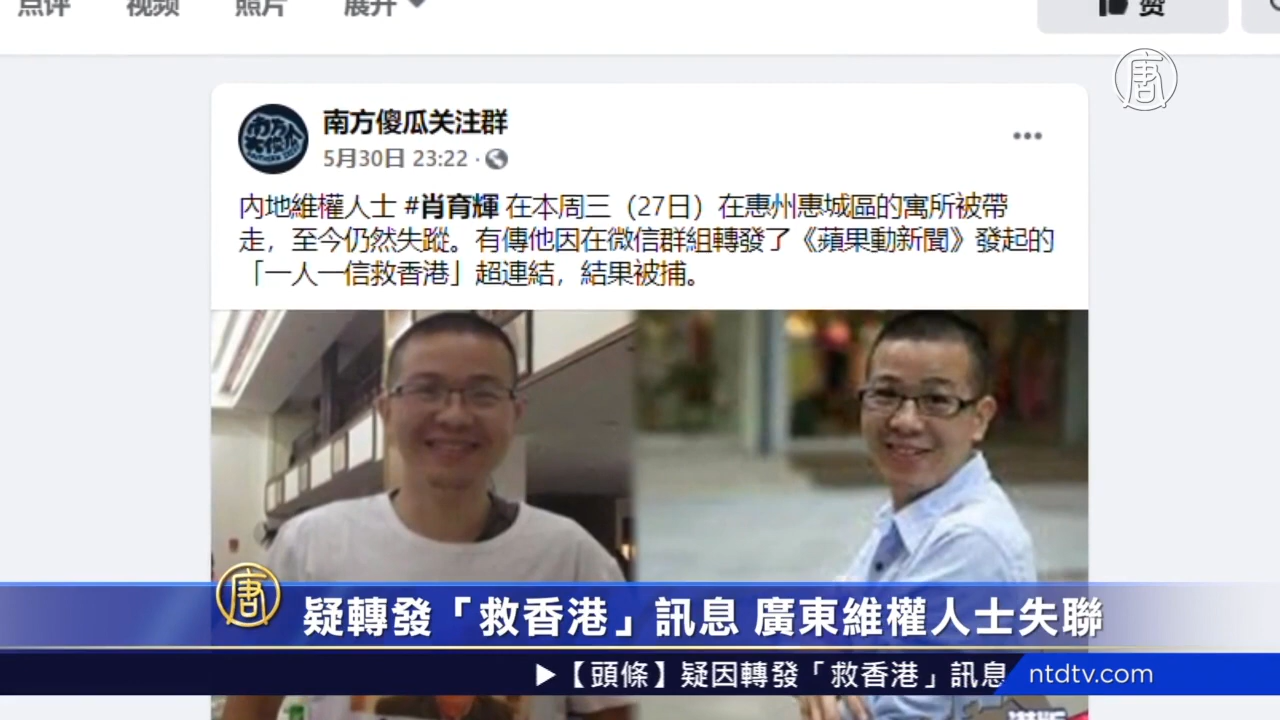 点评 视频 照片 展开
赞
唐
南方傻瓜关注群
5月30日 23:22
內地維權人士 #肖育輝 在本周三（27日）在惠州惠城區的寓所被帶
走，至今仍然失蹤。有傳他因在微信群組轉發了《蘋果動新聞》發起的
「一人一信救香港」超連結，結果被捕。
唐
疑轉發「救香港」訊息 廣東維權人士失聯
▶【頭條】疑因轉發「救香港」訊息
ntdtv.com